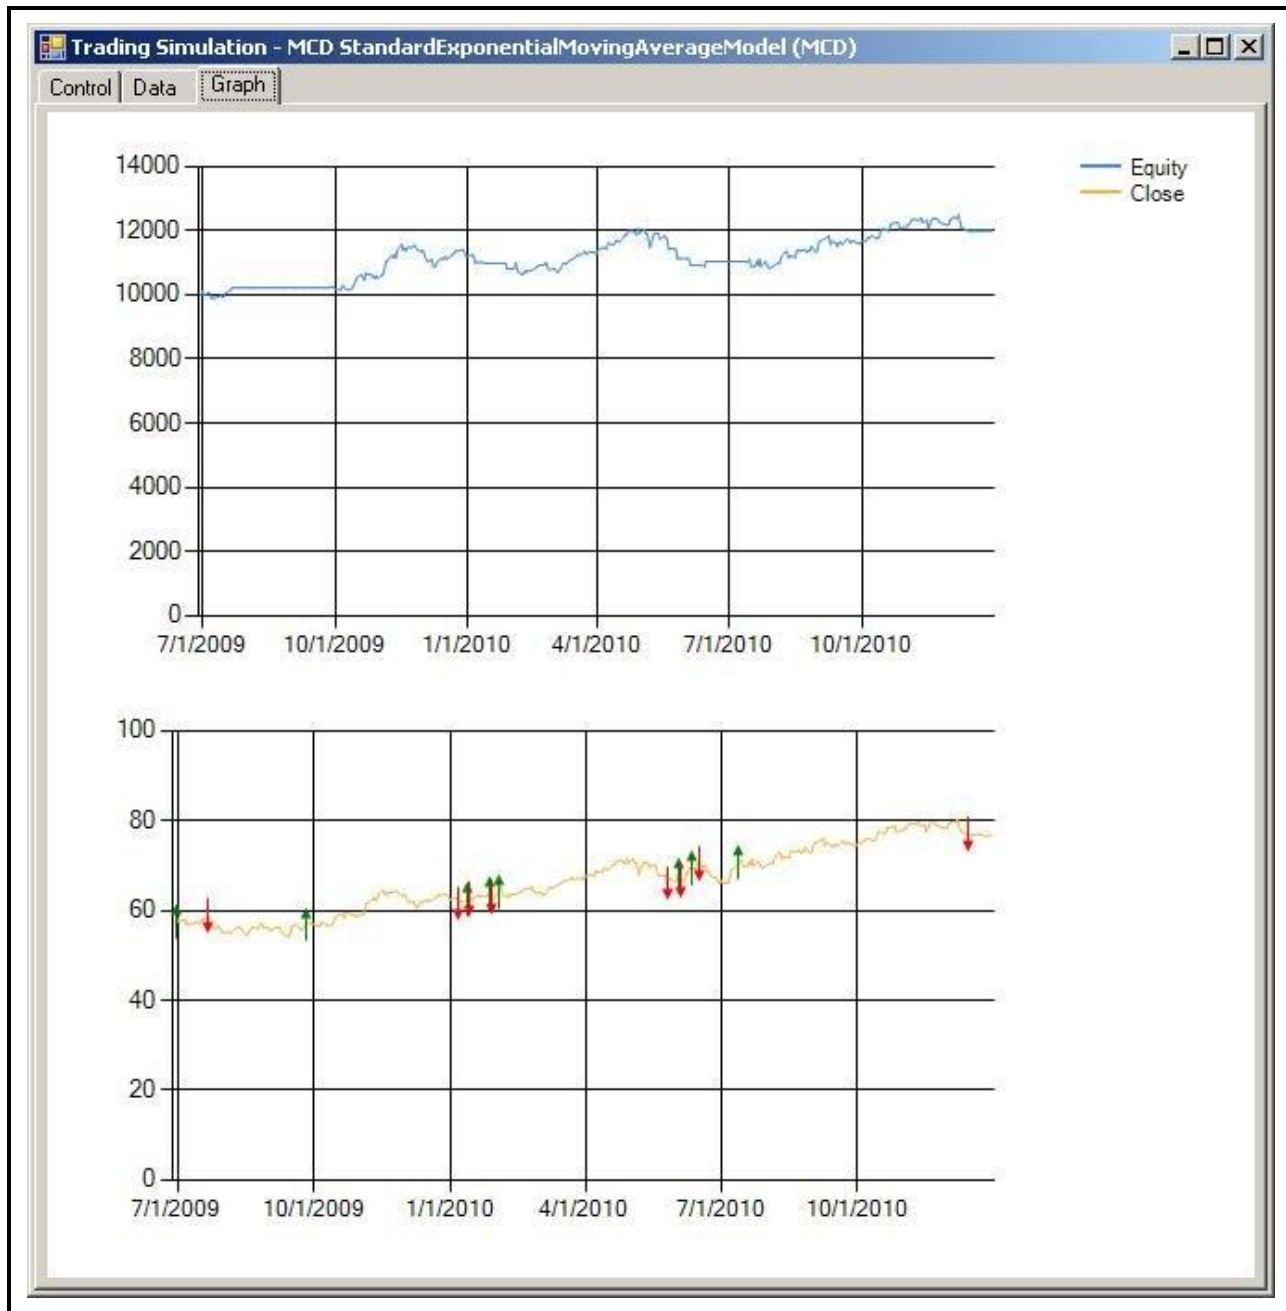 Trading Simulation - MCD StandardExponentialMovingAverageModel (MCD)
Control Data Graph
14000
12000
10000
8000
6000
4000
2000
0
7/1/2009 10/1/2009 1/1/2010 4/1/2010 7/1/2010 10/1/2010
Equity
Close
100
80
60
40
20
0
7/1/2009 10/1/2009 1/1/2010 4/1/2010 7/1/2010 10/1/2010